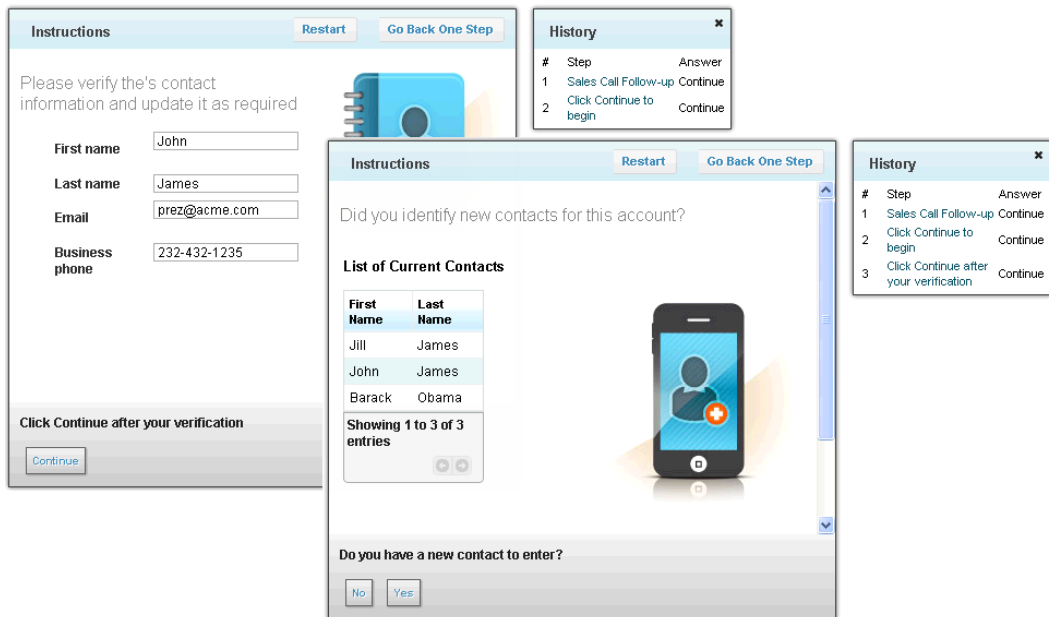 Instructions
Restart
Go Back One Step
Please verify the's contact
information and update it as required
First name
John
Last name
James
Email
prez@acme.com
Business
phone
232-432-1235
Click Continue after your verification
Continue
History
# Step Answer
1 Sales Call Follow-up Continue
2 Click Continue to
begin Continue
Instructions
Restart
Go Back One Step
Did you identify new contacts for this account?
List of Current Contacts
First
Name Last
Name
Jill James
John James
Barack Obama
Showing 1 to 3 of 3
entries
Do you have a new contact to enter?
No
Yes
History
# Step Answer
1 Sales Call Follow-up Continue
2 Click Continue to
begin Continue
3 Click Continue after
your verification Continue